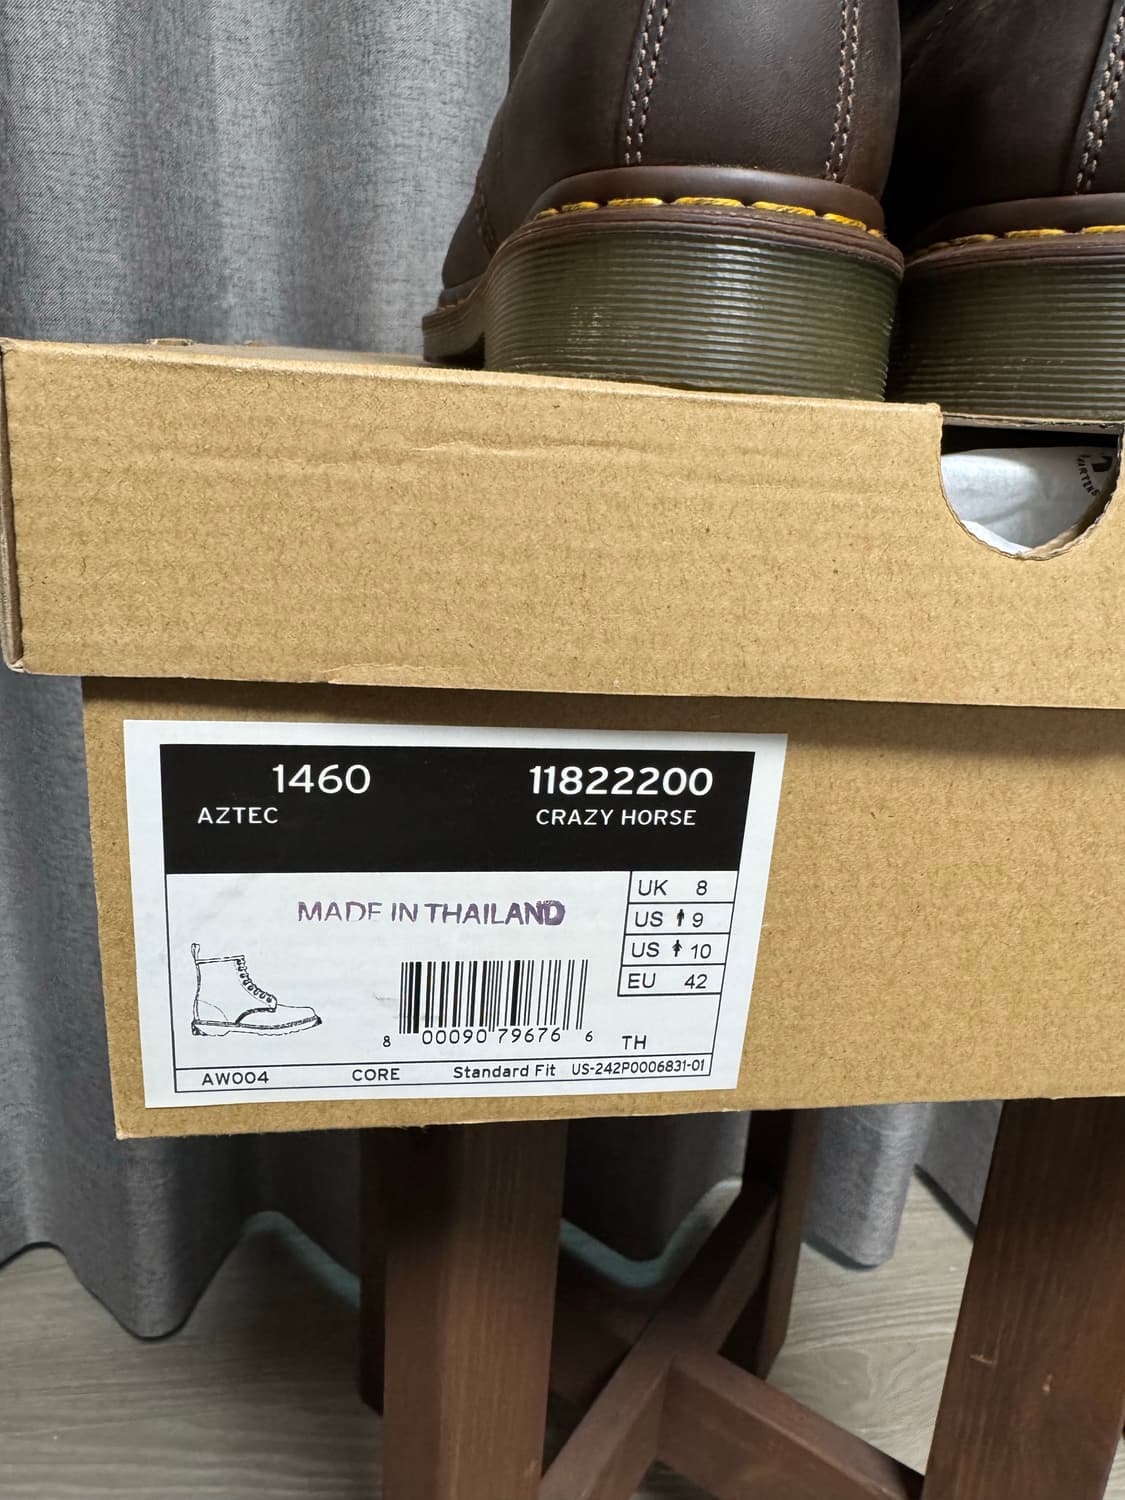 1460 11822200
AZTEC CRAZY HORSE
MADE IN THAILAND
UK 8
US 9
US 10
EU 42
8 00090 79676 6
TH
AW004 CORE Standard Fit US-242P0006831-01